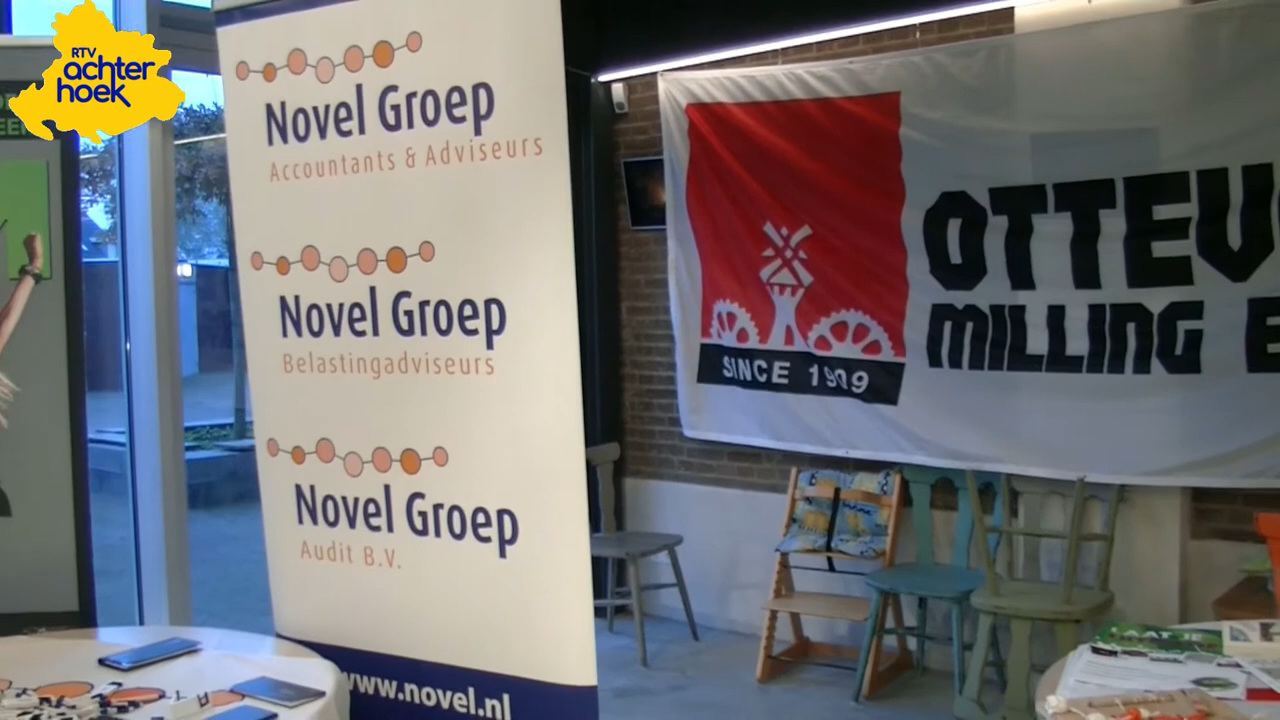 RTV
achter
hoek
Novel Groep
Accountants & Adviseurs
Novel Groep
Belastingadviseurs
Novel Groep
Audit B.V.
www.novel.nl
OTTEV
MILLING E
SINCE 1909